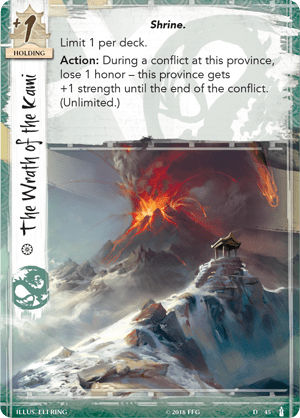 +1
HOLDING
The Wrath of the Kami
Shrine.
Limit 1 per deck.
Action: During a conflict at this province,
lose 1 honor – this province gets
+1 strength until the end of the conflict.
(Unlimited.)
ILLUS. ELI RING
© 2018 FFG
D 45